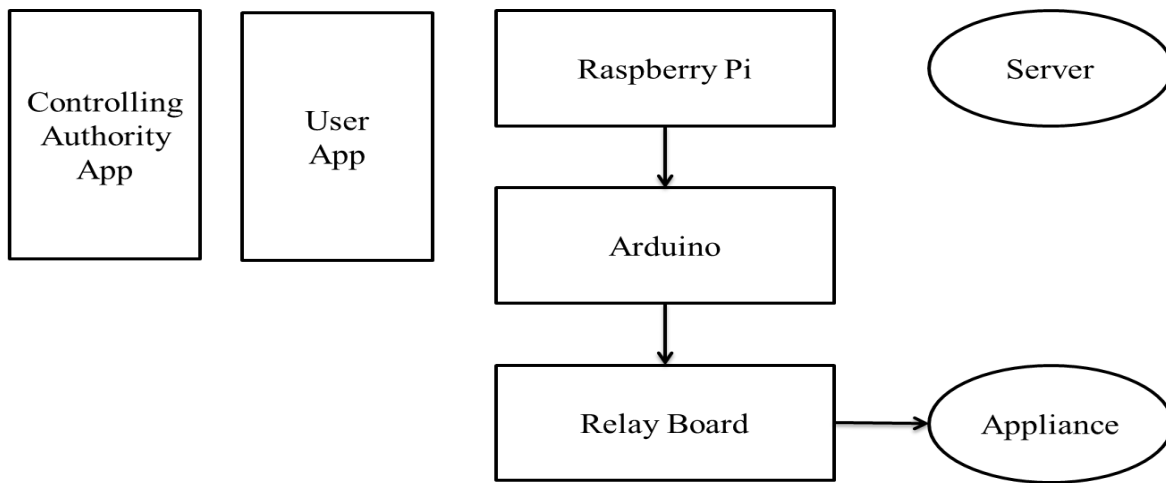 Controlling
Authority
App
User
App
Raspberry Pi
Server
Arduino
Relay Board
Appliance